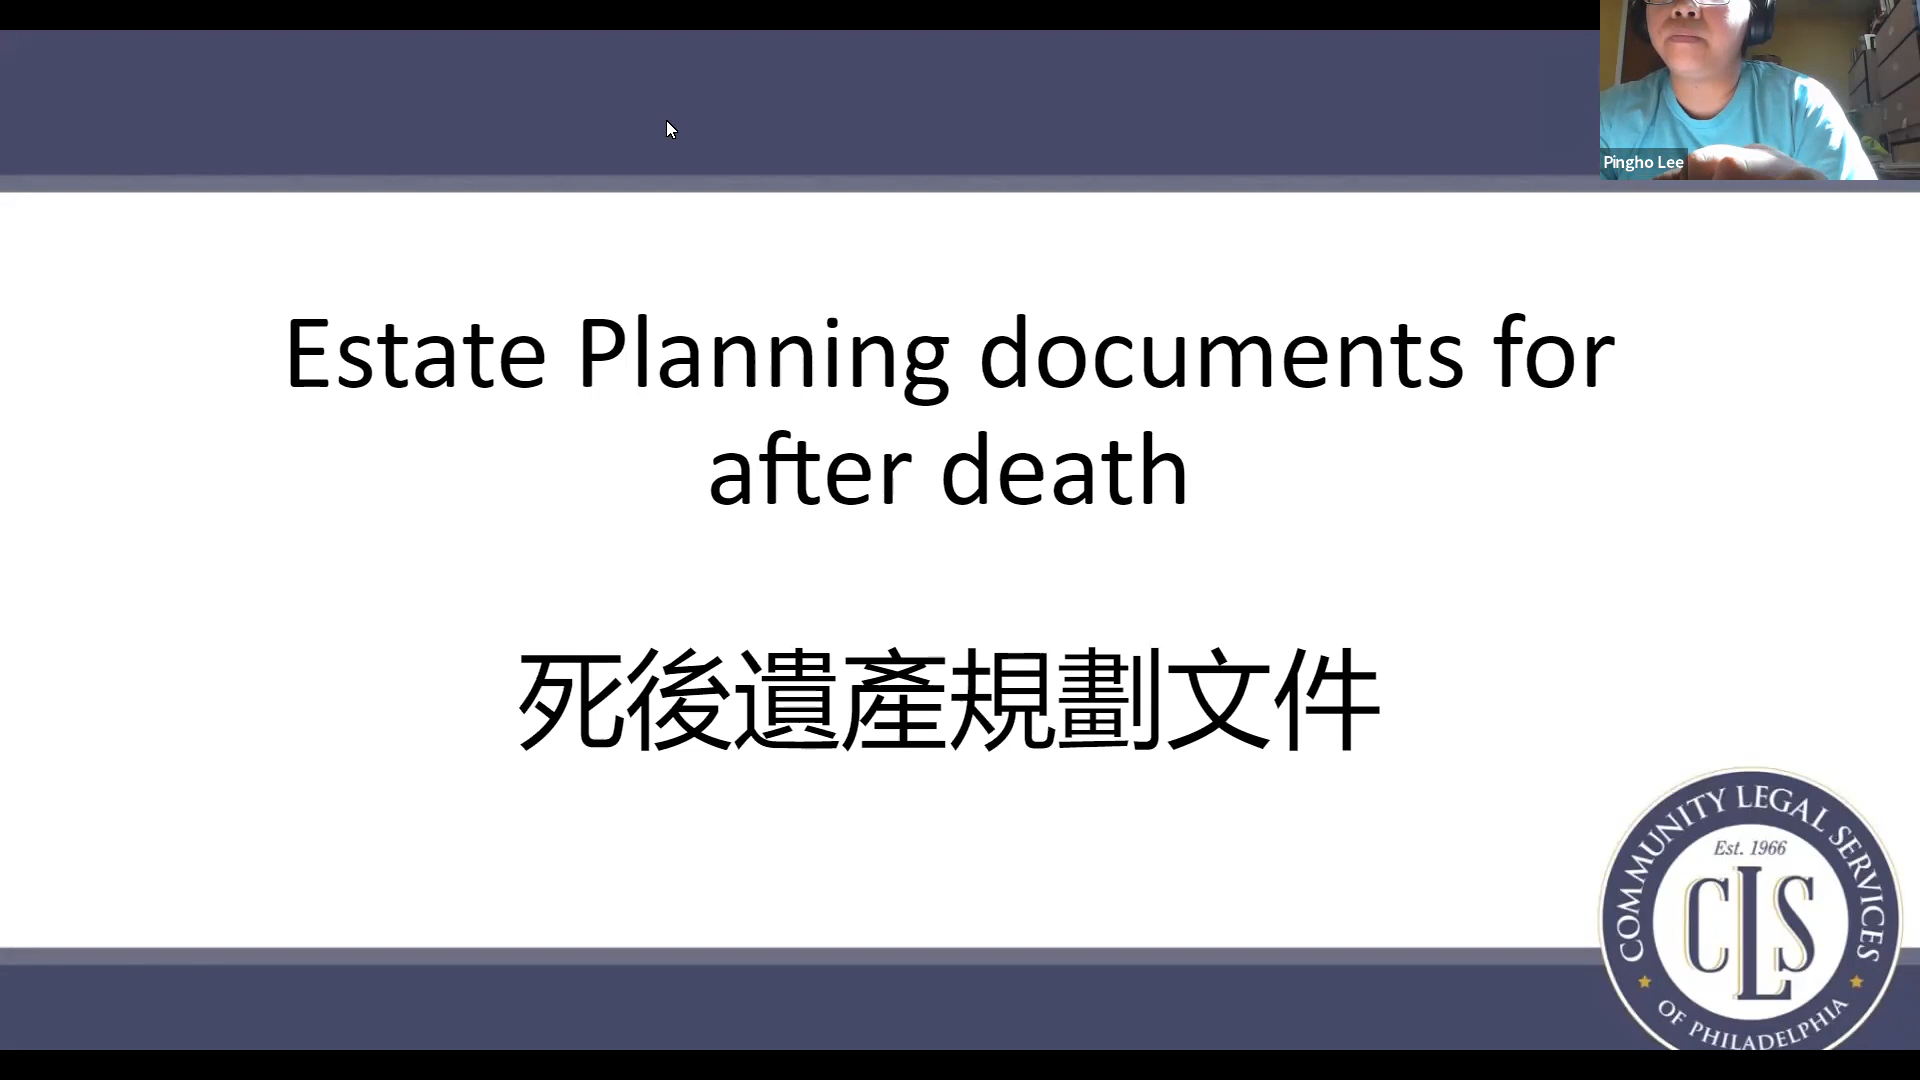 Pingho Lee
Estate Planning documents for
after death
死後遺產規劃文件
COMMUNITY LEGAL SERVICES
Est. 1966
CLS
OF PHILADELPHIA